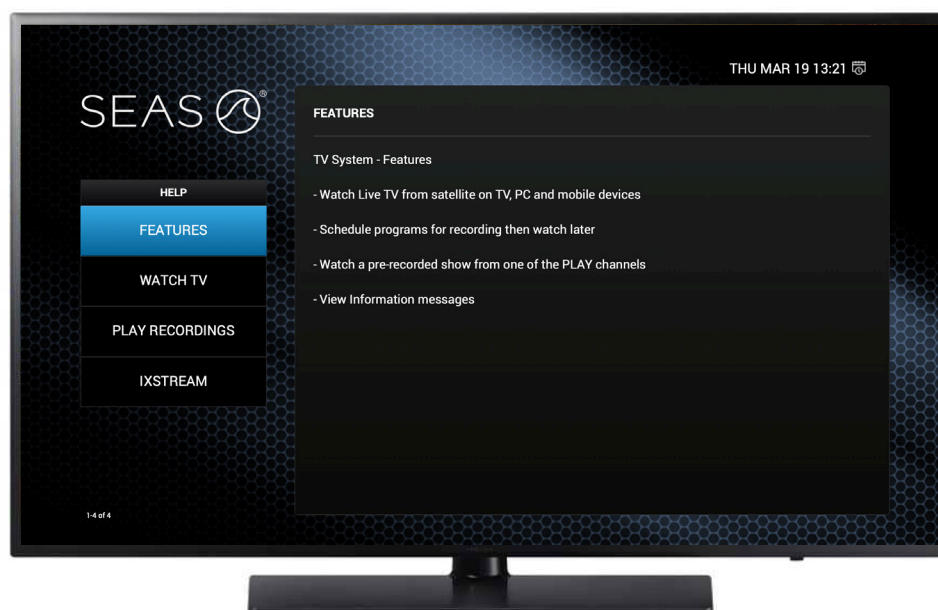 THU MAR 19 13:21
SEAS ®
HELP
FEATURES
WATCH TV
PLAY RECORDINGS
IXSTREAM
1-4 of 4
FEATURES
TV System - Features
- Watch Live TV from satellite on TV, PC and mobile devices
- Schedule programs for recording then watch later
- Watch a pre-recorded show from one of the PLAY channels
- View Information messages